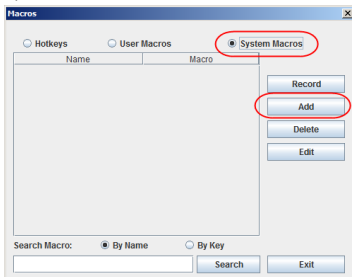 Macros
Hotkeys User Macros System Macros
Name Macro
Record
Add
Delete
Edit
Search Macro: By Name By Key
Search Exit